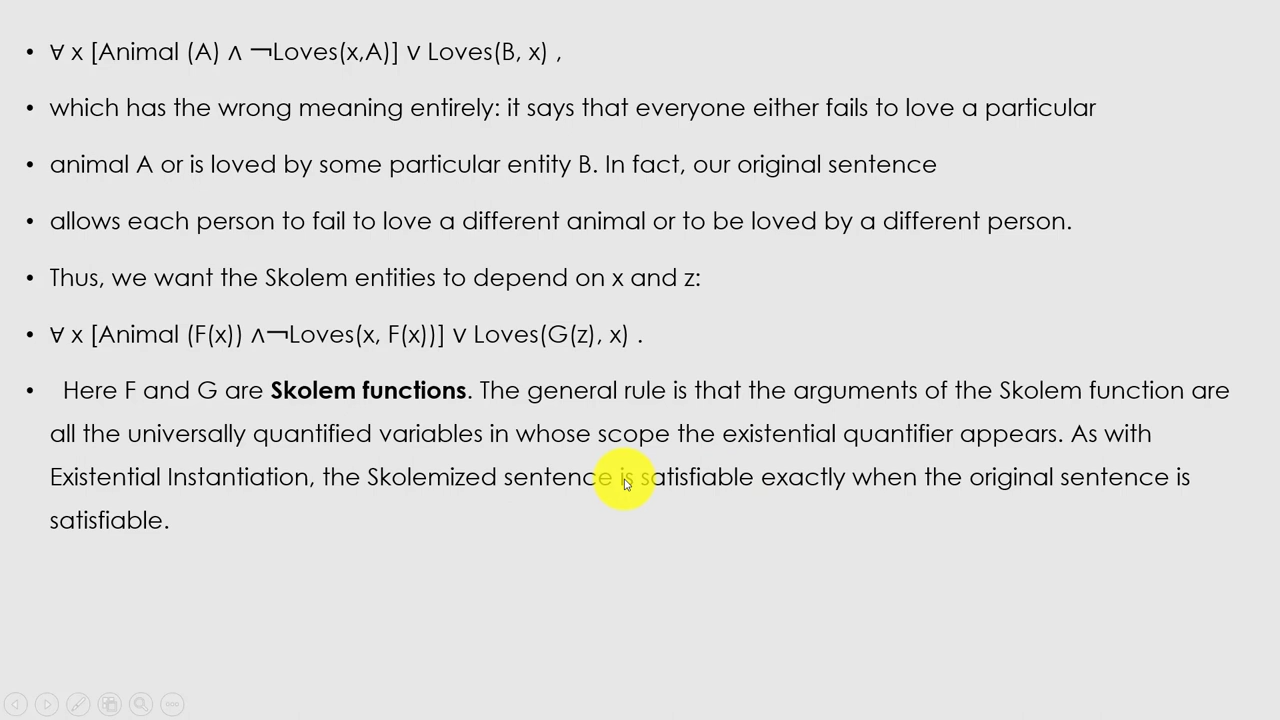 • ∀ x [Animal (A) ∧ ¬Loves(x,A)] ∨ Loves(B, x) ,
• which has the wrong meaning entirely: it says that everyone either fails to love a particular
• animal A or is loved by some particular entity B. In fact, our original sentence
• allows each person to fail to love a different animal or to be loved by a different person.
• Thus, we want the Skolem entities to depend on x and z:
• ∀ x [Animal (F(x)) ∧¬Loves(x, F(x))] ∨ Loves(G(z), x) .
• Here F and G are Skolem functions. The general rule is that the arguments of the Skolem function are
all the universally quantified variables in whose scope the existential quantifier appears. As with
Existential Instantiation, the Skolemized sentence is satisfiable exactly when the original sentence is
satisfiable.